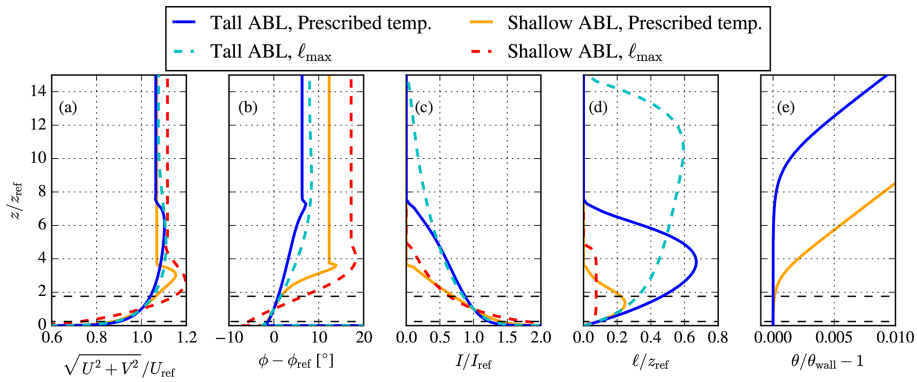 Tall ABL, Prescribed temp. Shallow ABL, Prescribed temp.
Tall ABL, ℓmax Shallow ABL, ℓmax
(a) (b) (c) (d) (e)
14
12
10
8
6
4
2
0
z/zref
0.6 0.8 1.0 1.2 −10 0 10 20 0.0 0.5 1.0 1.5 2.0 0.0 0.2 0.4 0.6 0.8 0.000 0.005 0.010
√U² + V²/Uref ϕ − ϕref [°] I/Iref ℓ/zref θ/θwall − 1